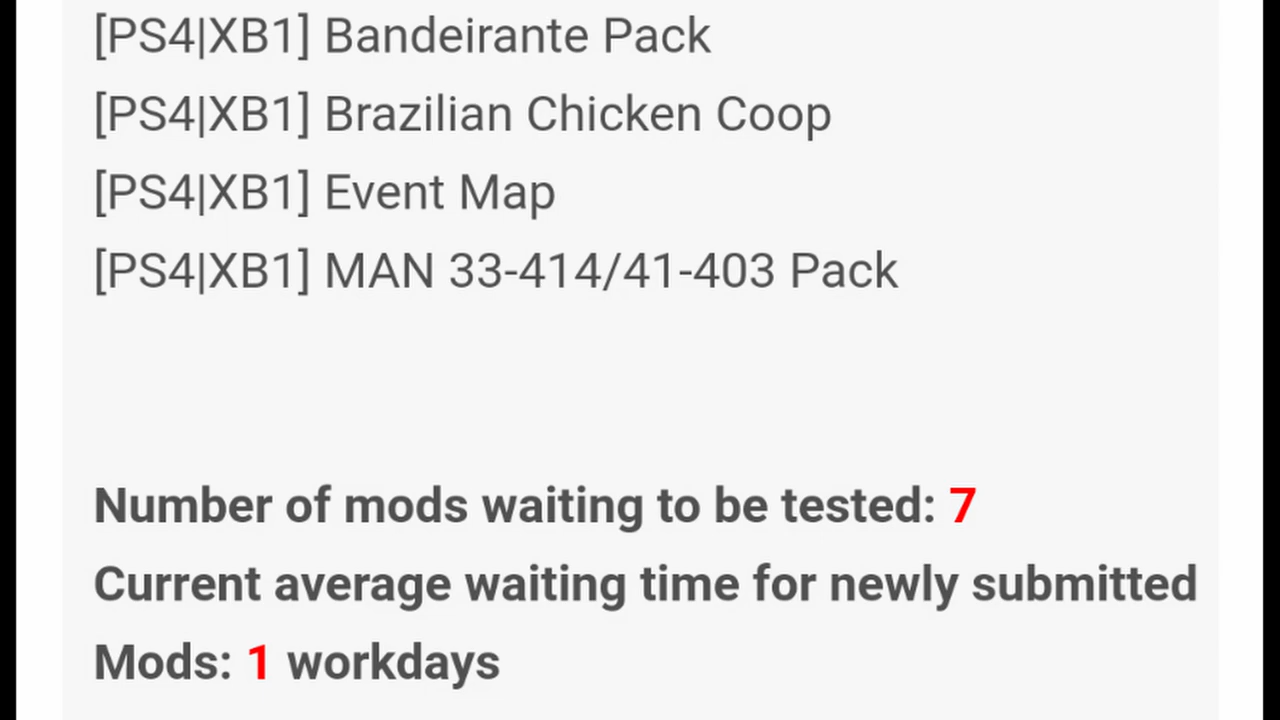 [PS4|XB1] Bandeirante Pack
[PS4|XB1] Brazilian Chicken Coop
[PS4|XB1] Event Map
[PS4|XB1] MAN 33-414/41-403 Pack
Number of mods waiting to be tested: 7
Current average waiting time for newly submitted
Mods: 1 workdays